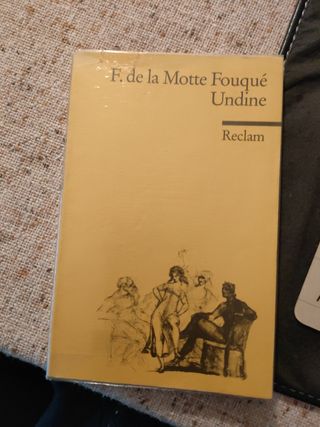 F. de la Motte Fouqué
Undine
Reclam